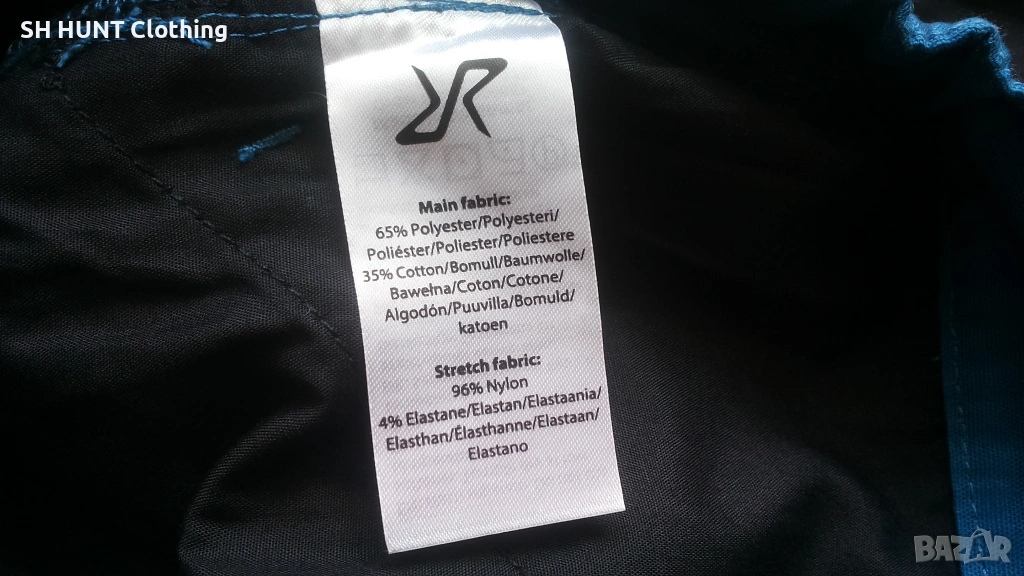 SH HUNT Clothing
Main fabric:
65% Polyester/Polyesteri/
Poliéster/Poliester/Poliestere
35% Cotton/Bomull/Baumwolle/
Bawełna/Coton/Cotone/
Algodón/Puuvilla/Bomuld/
katoen
Stretch fabric:
96% Nylon
4% Elastane/Elastan/Elastaania/
Elasthan/Élasthanne/Elastaan/
Elastano
BAZAR